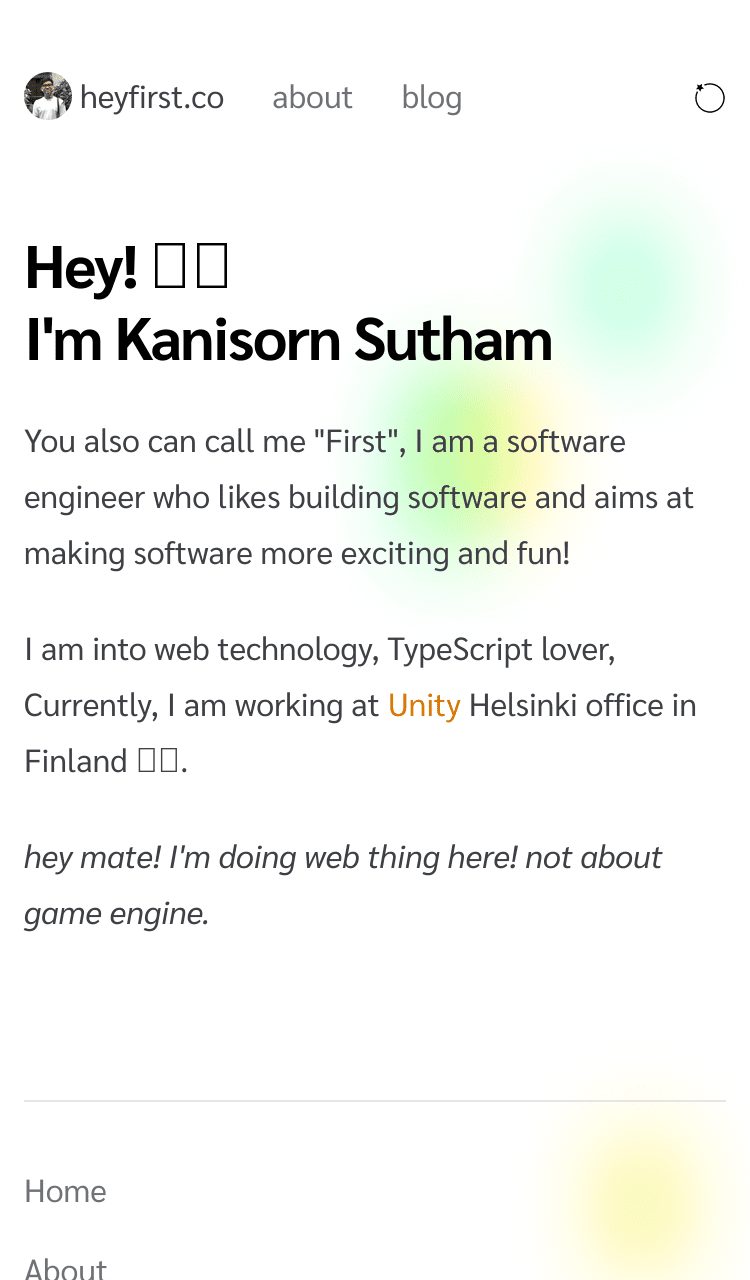 heyfirst.co about blog
Hey!
I'm Kanisorn Sutham
You also can call me "First", I am a software
engineer who likes building software and aims at
making software more exciting and fun!
I am into web technology, TypeScript lover,
Currently, I am working at Unity Helsinki office in
Finland .
hey mate! I'm doing web thing here! not about
game engine.
Home
About